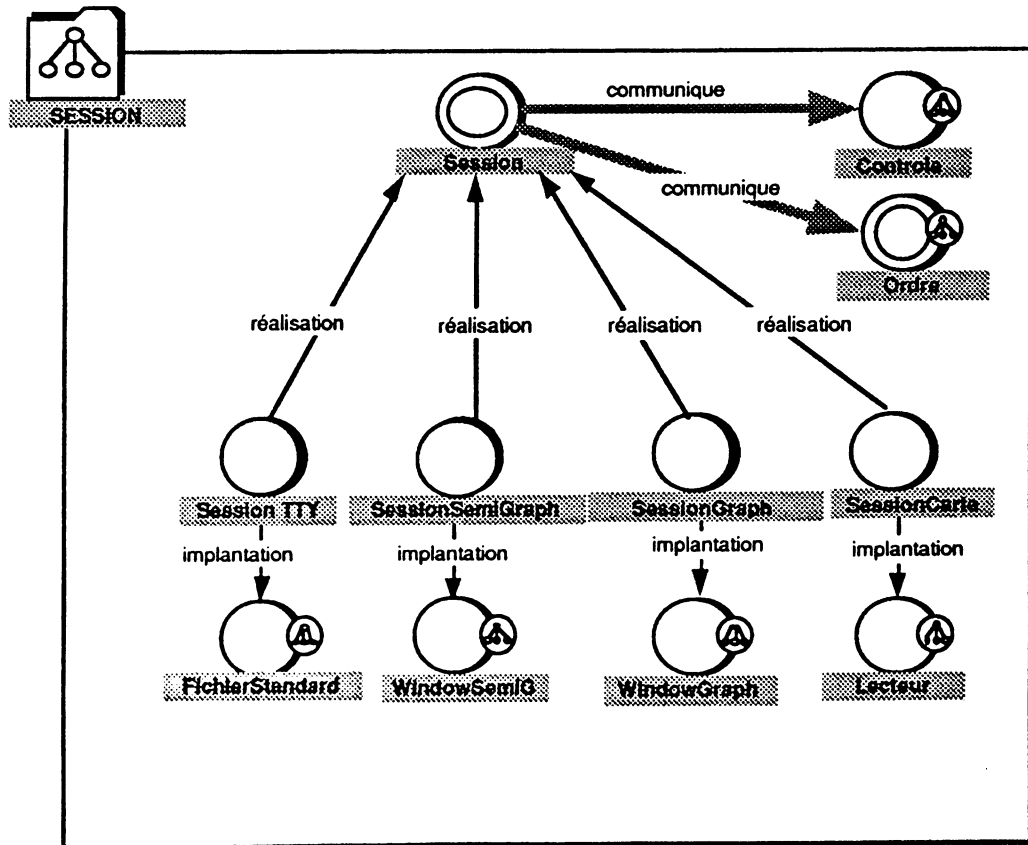 SESSION
communique
Session
Controle
communique
Ordre
réalisation réalisation réalisation réalisation
Session TTY SessionSemiGraph SessionGraph SessionCarte
implantation implantation implantation implantation
FichierStandard WindowSemiG WindowGraph Lecteur